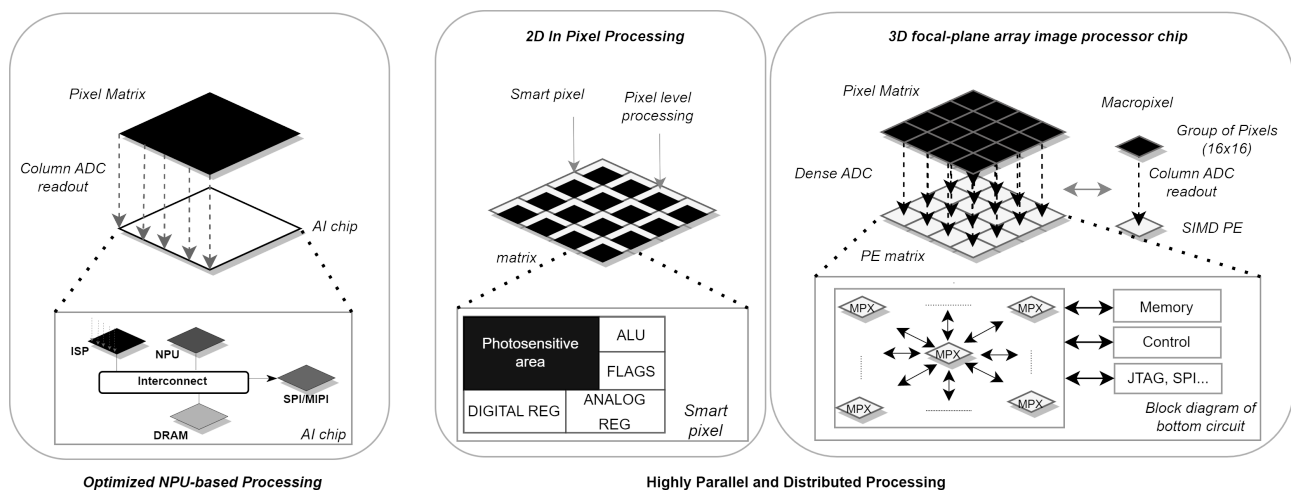 Pixel Matrix
Column ADC
readout
AI chip
ISP
NPU
Interconnect
SPI/MIPI
DRAM
AI chip
Optimized NPU-based Processing
2D In Pixel Processing
Smart pixel
Pixel level
processing
matrix
Photosensitive
area
ALU
FLAGS
DIGITAL REG
ANALOG
REG
Smart
pixel
3D focal-plane array image processor chip
Pixel Matrix
Macropixel
Group of Pixels
(16x16)
Dense ADC
Column ADC
readout
SIMD PE
PE matrix
MPX
MPX
MPX
MPX
MPX
Memory
Control
JTAG, SPI...
Block diagram of
bottom circuit
Highly Parallel and Distributed Processing